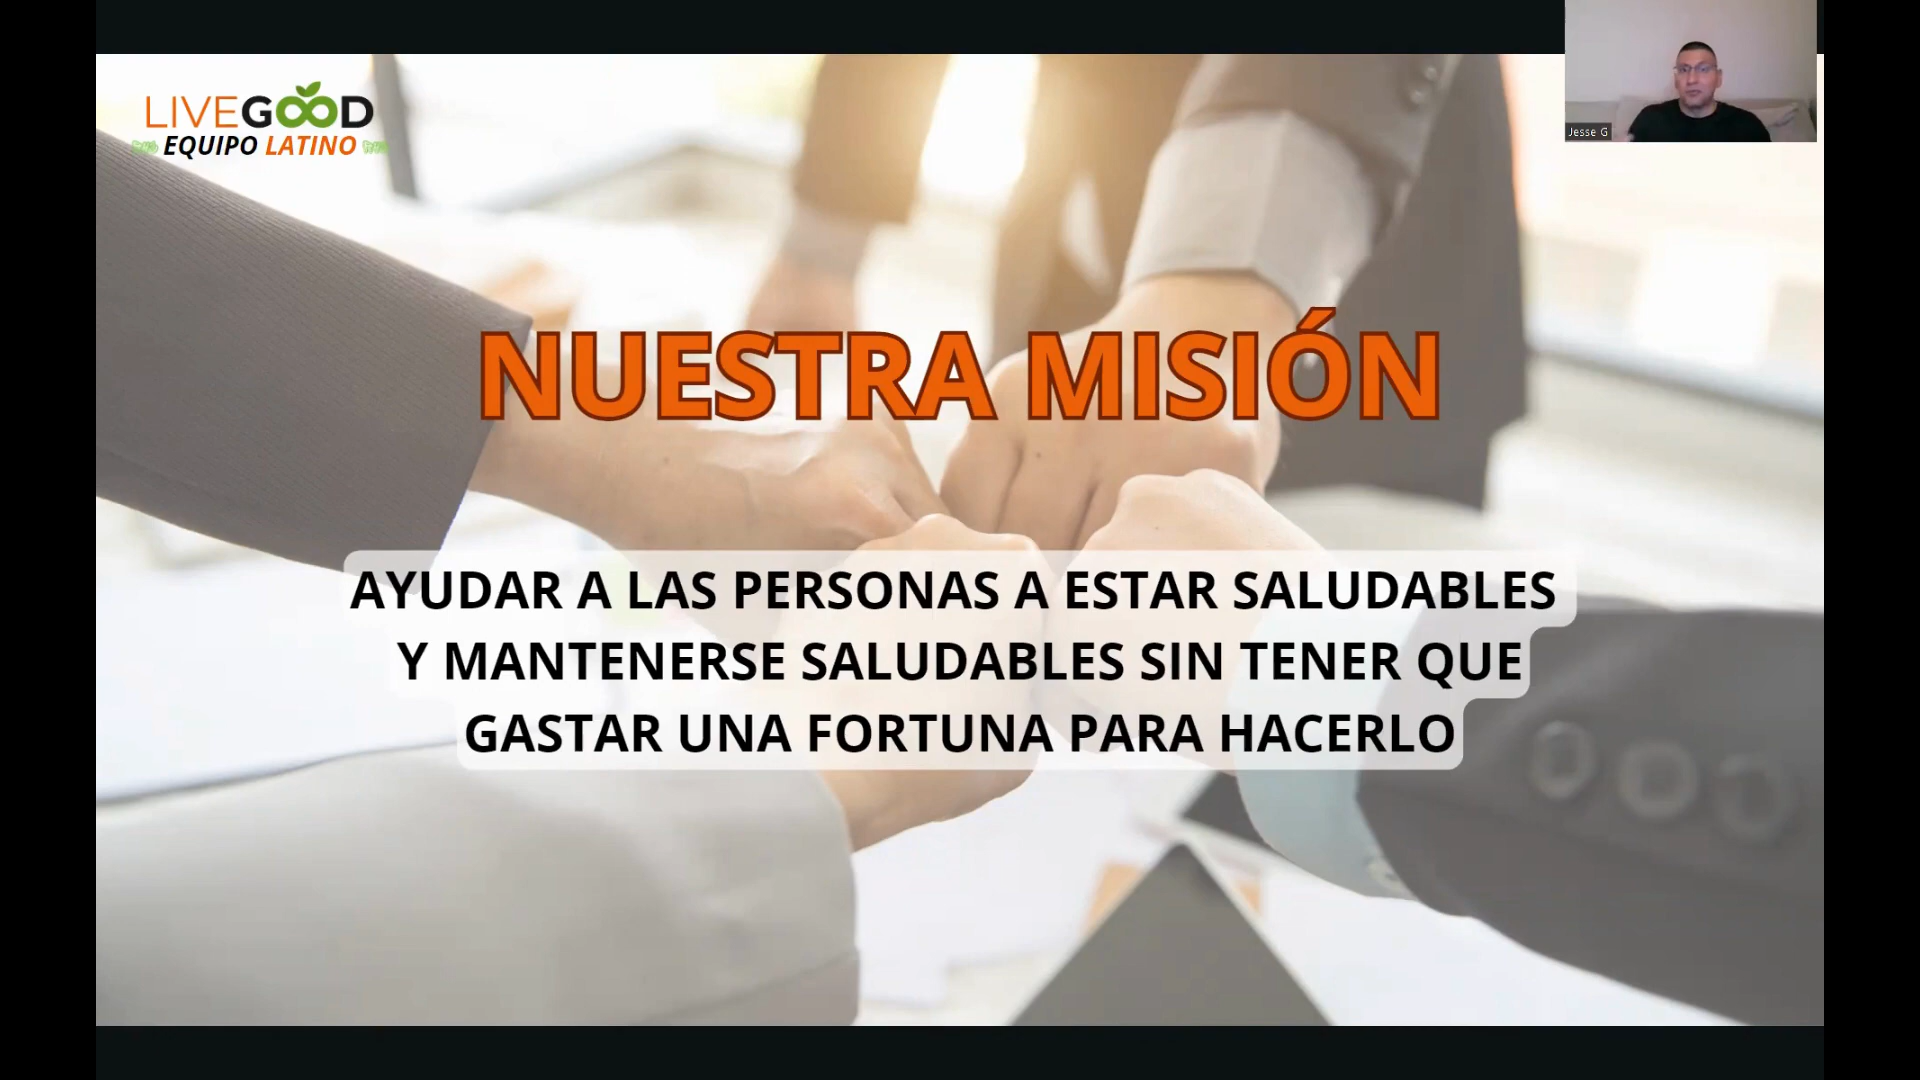 LIVEGOOD
EQUIPO LATINO
Jesse G
NUESTRA MISIÓN
AYUDAR A LAS PERSONAS A ESTAR SALUDABLES
Y MANTENERSE SALUDABLES SIN TENER QUE
GASTAR UNA FORTUNA PARA HACERLO